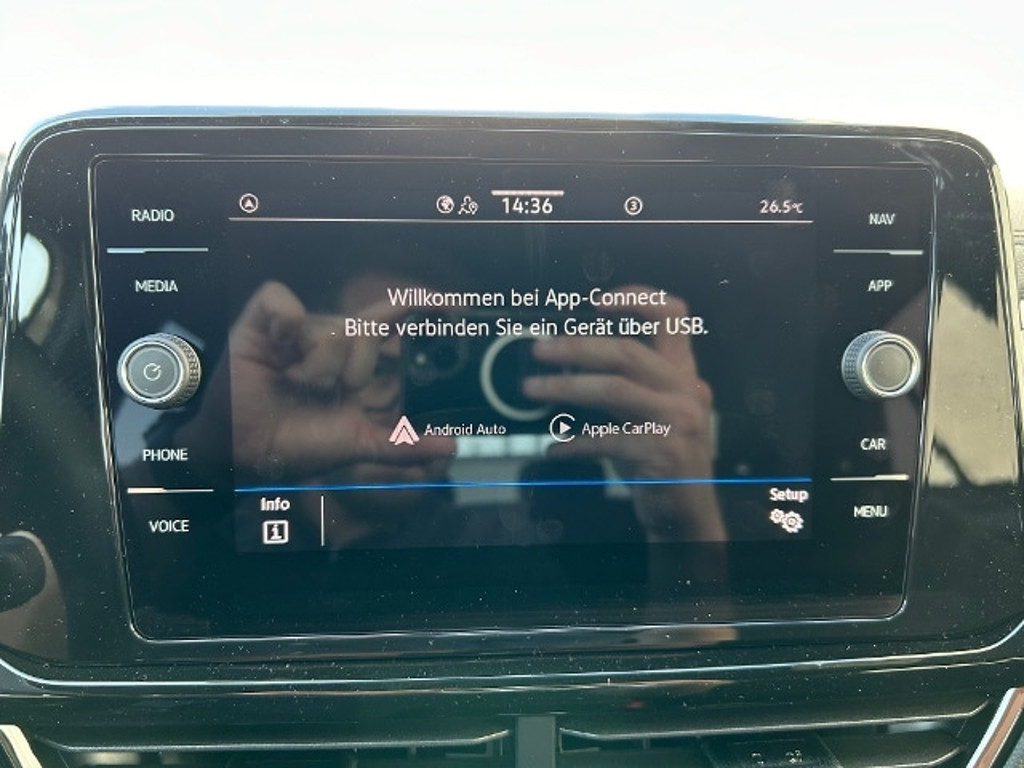 14:36
3
26.5°C
RADIO
NAV
MEDIA
APP
Willkommen bei App-Connect
Bitte verbinden Sie ein Gerät über USB.
Android Auto
Apple CarPlay
PHONE
CAR
Info
Setup
VOICE
MENU